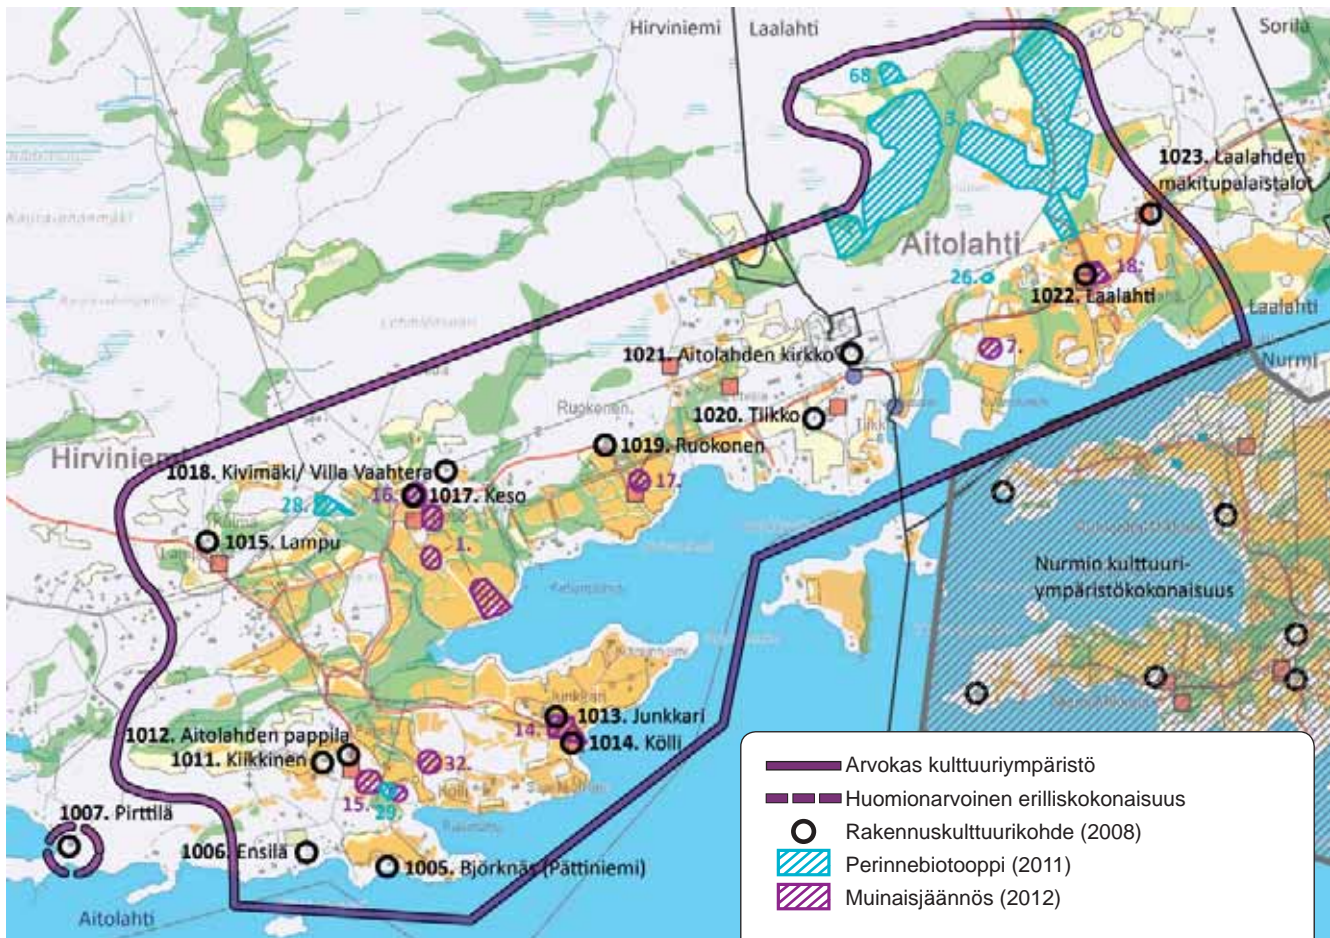 Hirviniemi
Laalahti
Sorila
68.
3.
1023. Laalahden
mäkitupalaistalot
Aitolahti
26.
18.
1022. Laalahti
Laalahti
7.
Nurmi
1021. Aitolahden kirkko
Ruokonen
1020. Tiikko
1019. Ruokonen
Hirviniemi
1018. Kivimäki/ Villa Vaahtera
16.
1017. Keso
17.
28.
1015. Lampu
1.
Nurmin kulttuuri-
ympäristökokonaisuus
Junkkari
1013. Junkkari
14.
1014. Kölli
1012. Aitolahden pappila
1011. Kiikkinen
32.
15.
29.
Kölli
1007. Pirttilä
1006. Ensilä
1005. Björknäs (Pättiniemi)
Aitolahti
Arvokas kulttuuriympäristö
Huomionarvoinen erilliskokonaisuus
Rakennuskulttuurikohde (2008)
Perinnebiotooppi (2011)
Muinaisjäännös (2012)